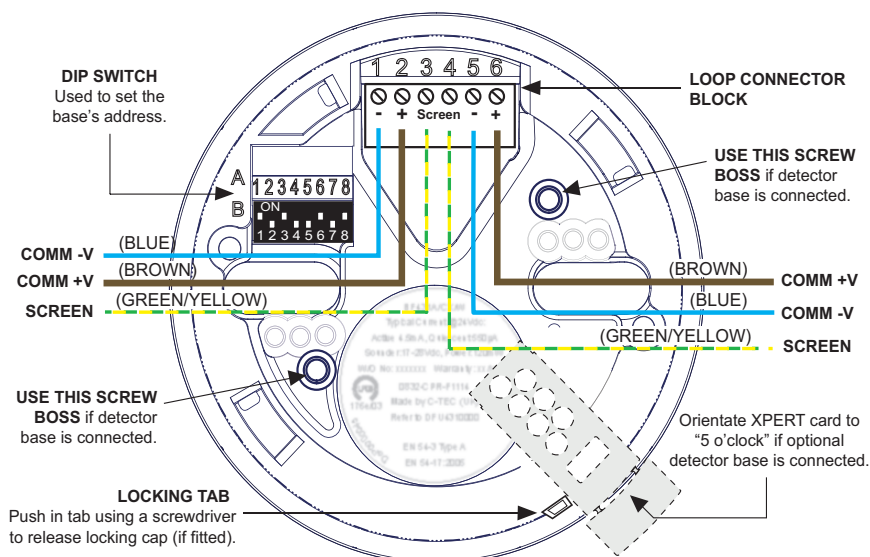 DIP SWITCH
Used to set the
base's address.
1 2 3 4 5 6
Screen
- + - +
LOOP CONNECTOR
BLOCK
USE THIS SCREW
BOSS if detector
base is connected.
A
B
1 2 3 4 5 6 7 8
ON
1 2 3 4 5 6 7 8
COMM -V (BLUE)
COMM +V (BROWN)
SCREEN (GREEN/YELLOW)
(BROWN) COMM +V
(BLUE) COMM -V
(GREEN/YELLOW) SCREEN
USE THIS SCREW
BOSS if detector
base is connected.
Made by C-TEC
EN 54-3 Type A
Orientate XPERT card to
“5 o’clock” if optional
detector base is connected.
LOCKING TAB
Push in tab using a screwdriver
to release locking cap (if fitted).